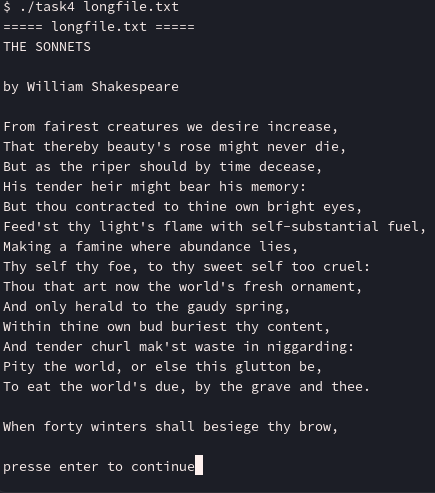 $ ./task4 longfile.txt
===== longfile.txt =====
THE SONNETS
by William Shakespeare
From fairest creatures we desire increase,
That thereby beauty's rose might never die,
But as the riper should by time decease,
His tender heir might bear his memory:
But thou contracted to thine own bright eyes,
Feed'st thy light's flame with self-substantial fuel,
Making a famine where abundance lies,
Thy self thy foe, to thy sweet self too cruel:
Thou that art now the world's fresh ornament,
And only herald to the gaudy spring,
Within thine own bud buriest thy content,
And tender churl mak'st waste in niggarding:
Pity the world, or else this glutton be,
To eat the world's due, by the grave and thee.
When forty winters shall besiege thy brow,
presse enter to continue